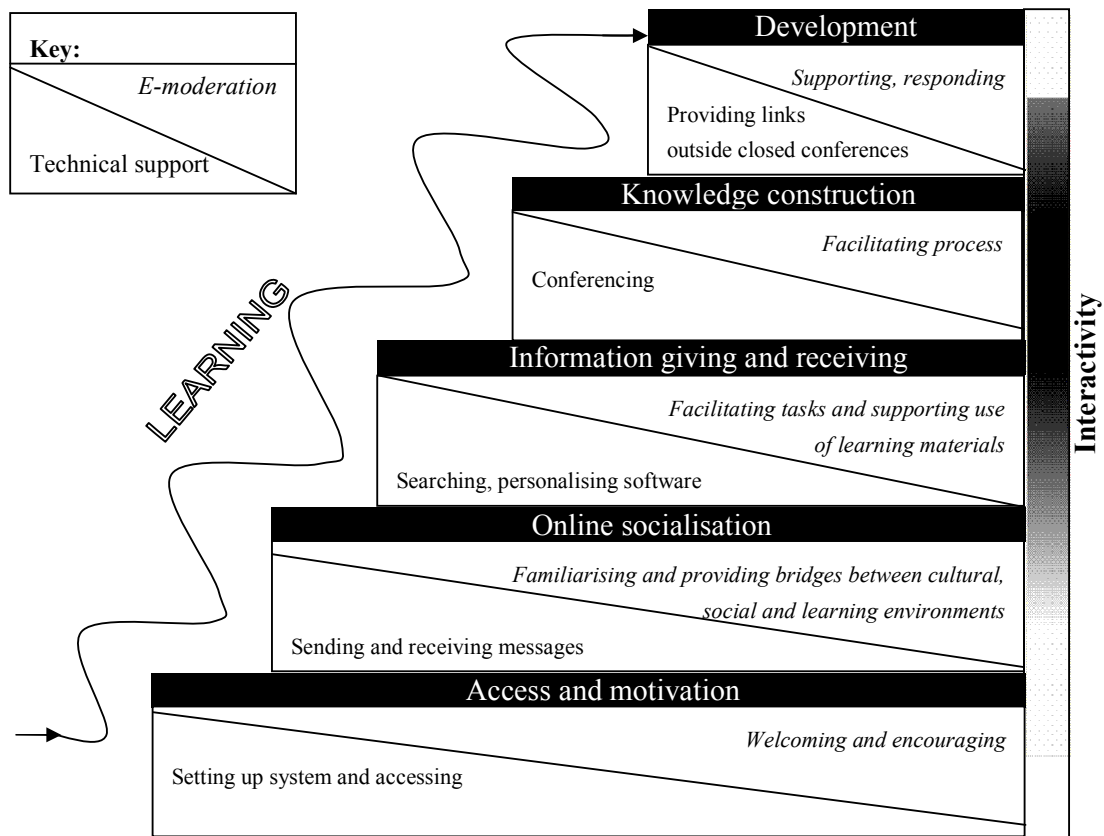 Key:
E-moderation
Technical support
Development
Supporting, responding
Providing links
outside closed conferences
Knowledge construction
Facilitating process
Conferencing
LEARNING
Information giving and receiving
Facilitating tasks and supporting use
of learning materials
Searching, personalising software
Online socialisation
Familiarising and providing bridges between cultural,
social and learning environments
Sending and receiving messages
Access and motivation
Welcoming and encouraging
Setting up system and accessing
Interactivity